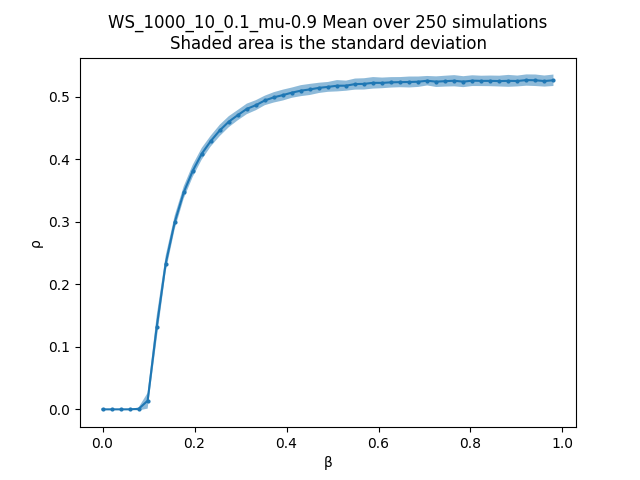 WS_1000_10_0.1_mu-0.9 Mean over 250 simulations
Shaded area is the standard deviation
0.5
0.4
0.3
0.2
0.1
0.0
ρ
0.0 0.2 0.4 0.6 0.8 1.0
β